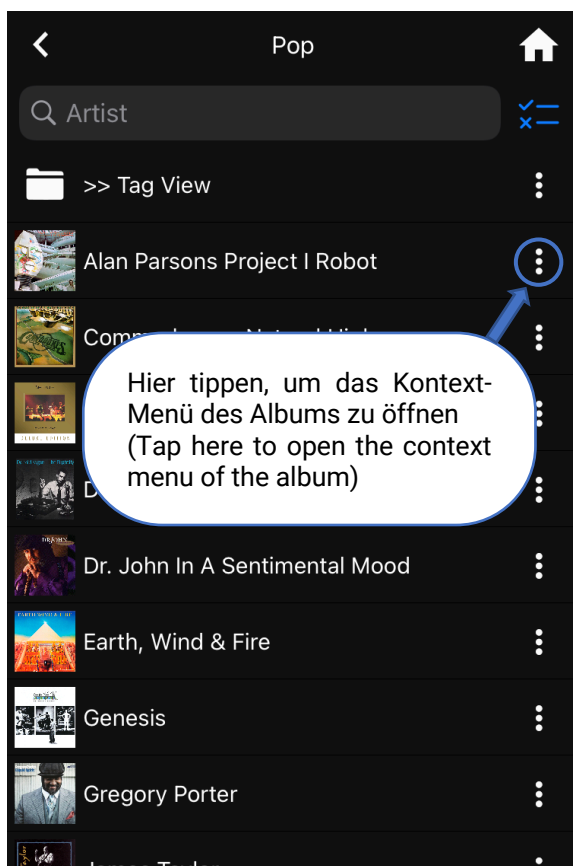 Pop
Artist
>> Tag View
Alan Parsons Project I Robot
Hier tippen, um das Kontext-
Menü des Albums zu öffnen
(Tap here to open the context
menu of the album)
Dr. John In A Sentimental Mood
Earth, Wind & Fire
Genesis
Gregory Porter